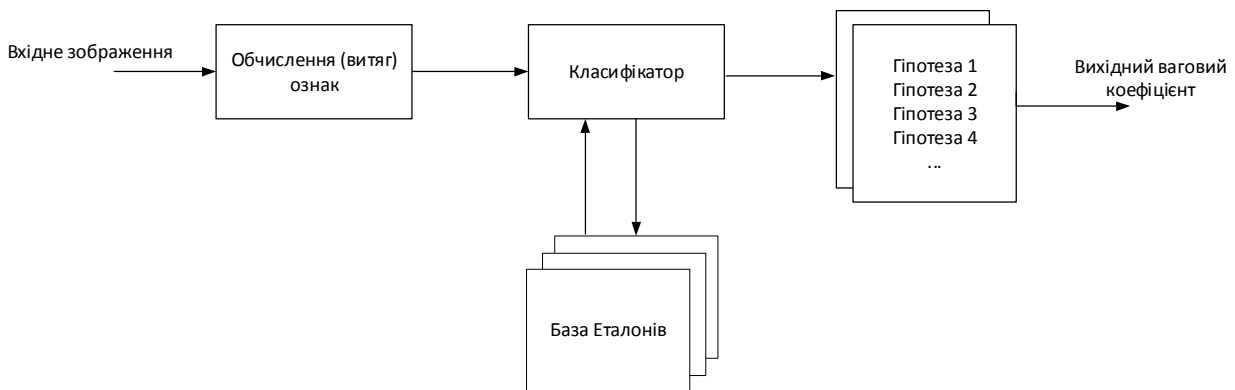 Вхідне зображення
Обчислення (витяг)
ознак
Класифікатор
Гіпотеза 1
Гіпотеза 2
Гіпотеза 3
Гіпотеза 4
...
Вихідний ваговий
коефіцієнт
База Еталонів